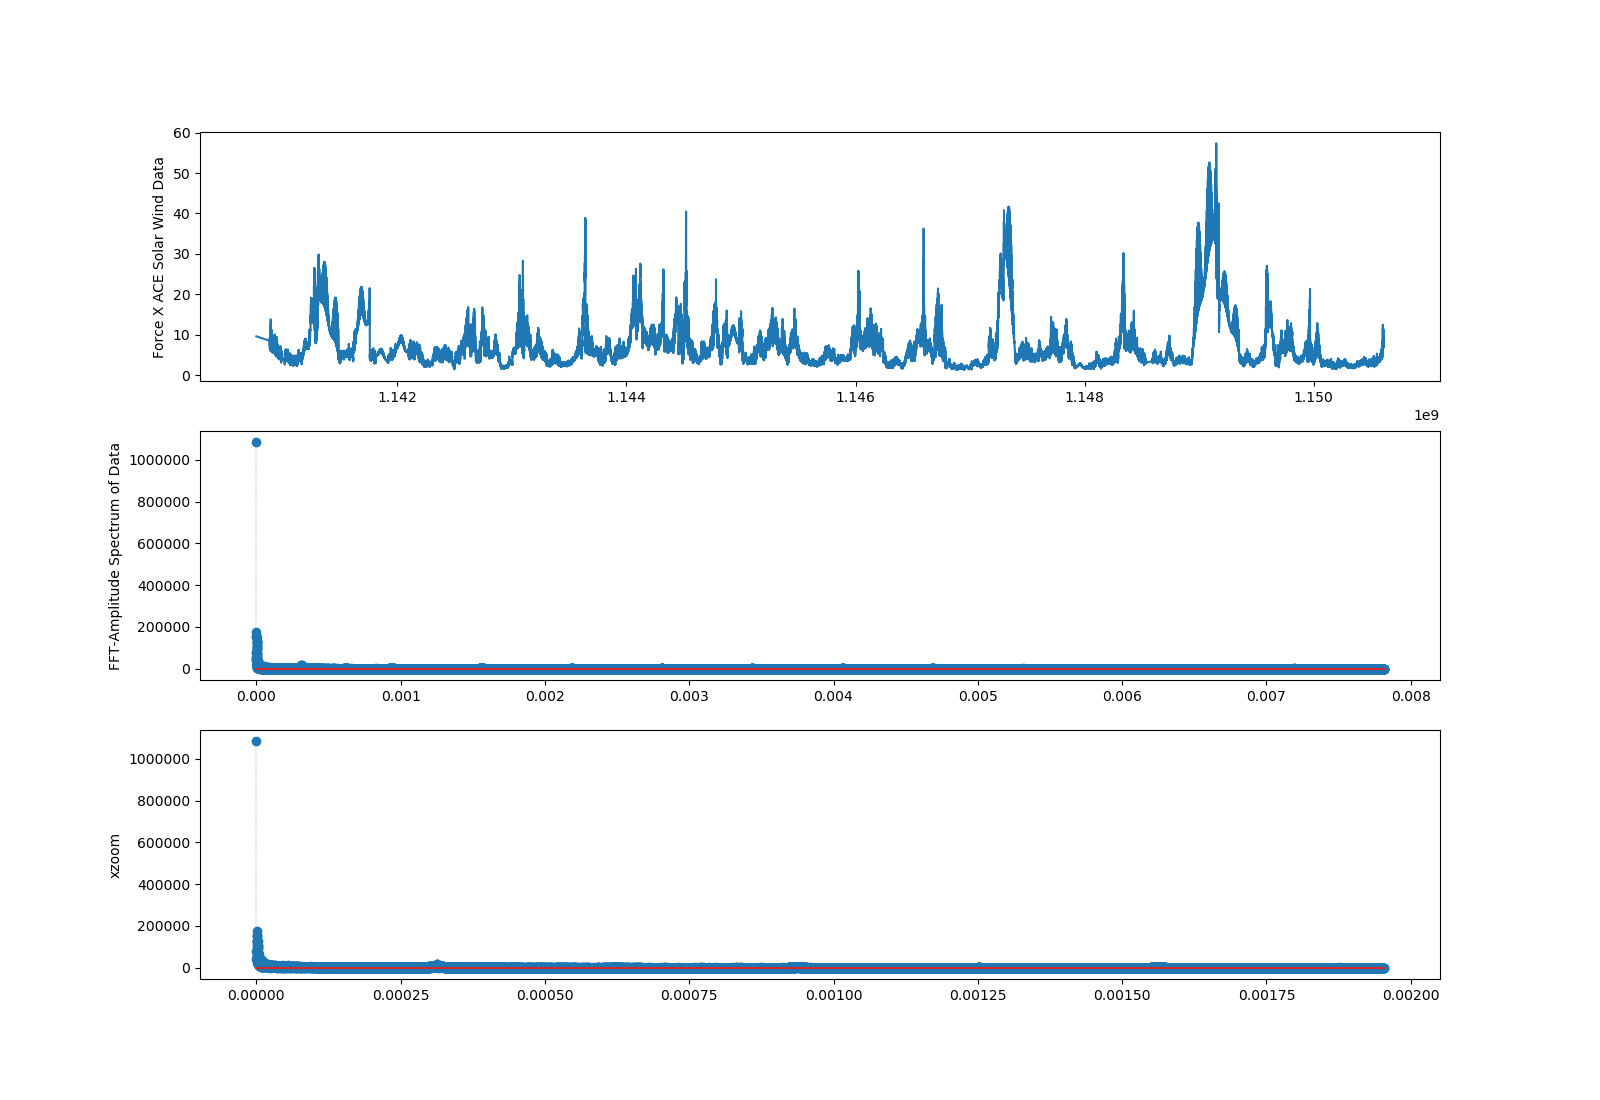 Force X ACE Solar Wind Data
60
50
40
30
20
10
0
1.142 1.144 1.146 1.148 1.150
1e9
FFT-Amplitude Spectrum of Data
1000000
800000
600000
400000
200000
0
0.000 0.001 0.002 0.003 0.004 0.005 0.006 0.007 0.008
xzoom
1000000
800000
600000
400000
200000
0
0.00000 0.00025 0.00050 0.00075 0.00100 0.00125 0.00150 0.00175 0.00200